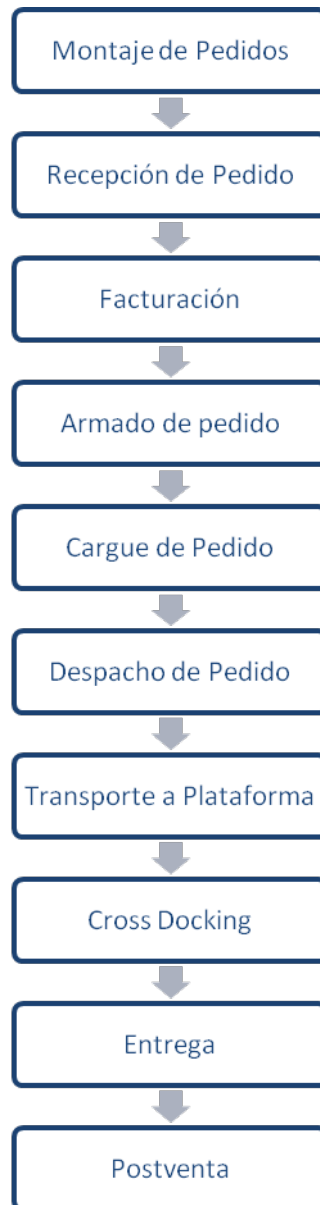 Montaje de Pedidos
Recepción de Pedido
Facturación
Armado de pedido
Cargue de Pedido
Despacho de Pedido
Transporte a Plataforma
Cross Docking
Entrega
Postventa